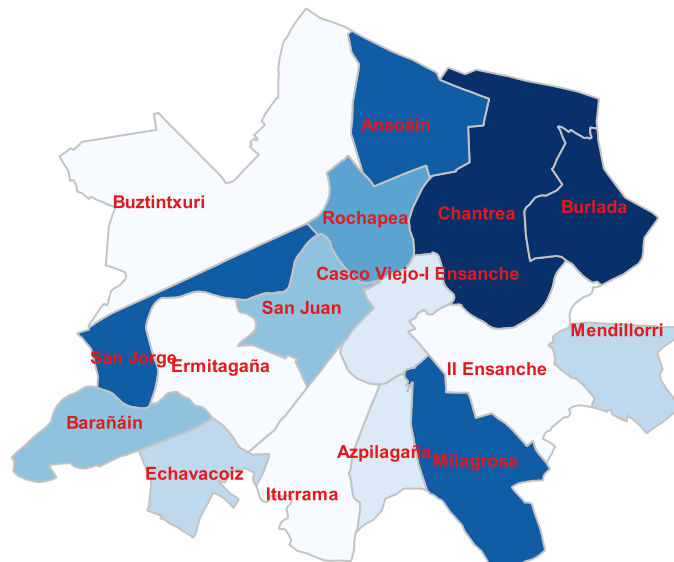 Ansoáin
Buztintxuri
Rochapea
Chantrea
Burlada
Casco Viejo-I Ensanche
San Juan
Mendillorri
San Jorge
Ermitagaña
II Ensanche
Barañáin
Azpilagaña
Milagrosa
Echavacoiz
Iturrama